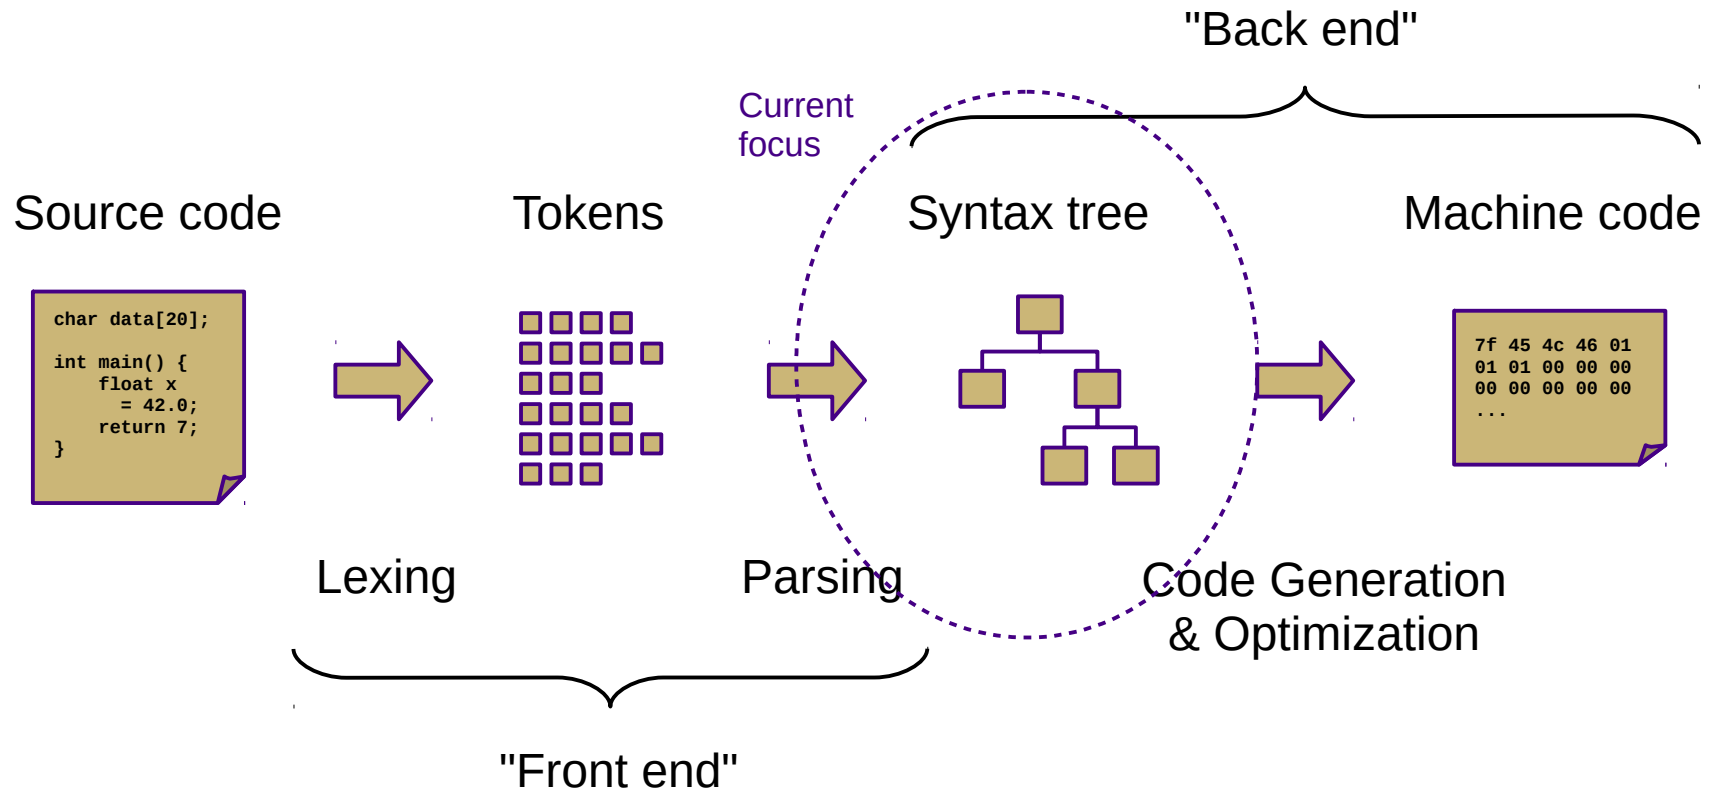 "Back end"
Current
focus
Source code
Tokens
Syntax tree
Machine code
char data[20];
int main() {
    float x
      = 42.0;
    return 7;
}
7f 45 4c 46 01
01 01 00 00 00
00 00 00 00 00
...
Lexing
Parsing
Code Generation
& Optimization
"Front end"